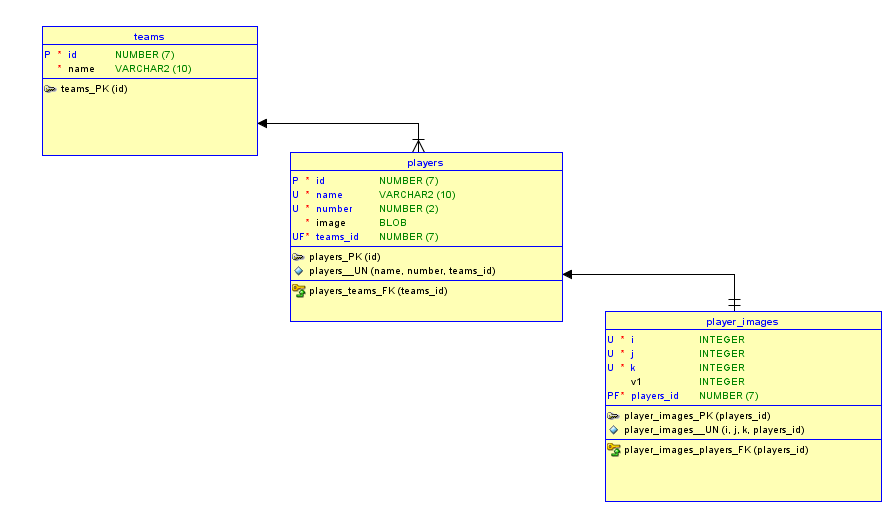 teams
P * id NUMBER (7)
* name VARCHAR2 (10)
teams_PK (id)
players
P * id NUMBER (7)
U * name VARCHAR2 (10)
U * number NUMBER (2)
* image BLOB
UF* teams_id NUMBER (7)
players_PK (id)
players__UN (name, number, teams_id)
players_teams_FK (teams_id)
player_images
U * i INTEGER
U * j INTEGER
U * k INTEGER
v1 INTEGER
PF* players_id NUMBER (7)
player_images_PK (players_id)
player_images__UN (i, j, k, players_id)
player_images_players_FK (players_id)